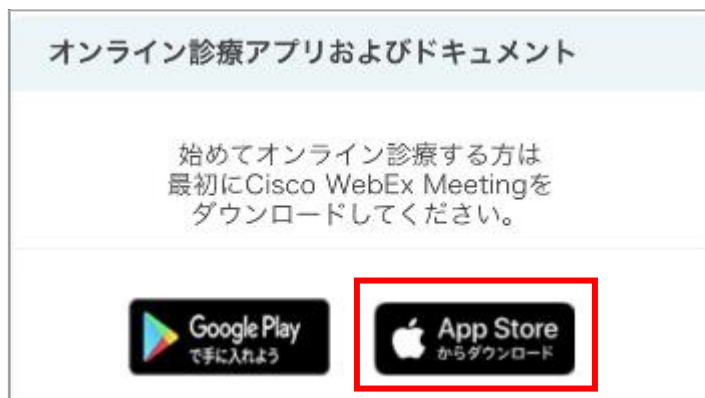 オンライン診療アプリおよびドキュメント
始めてオンライン診療する方は
最初にCisco WebEx Meetingを
ダウンロードしてください。
Google Play
で手に入れよう
App Store
からダウンロード